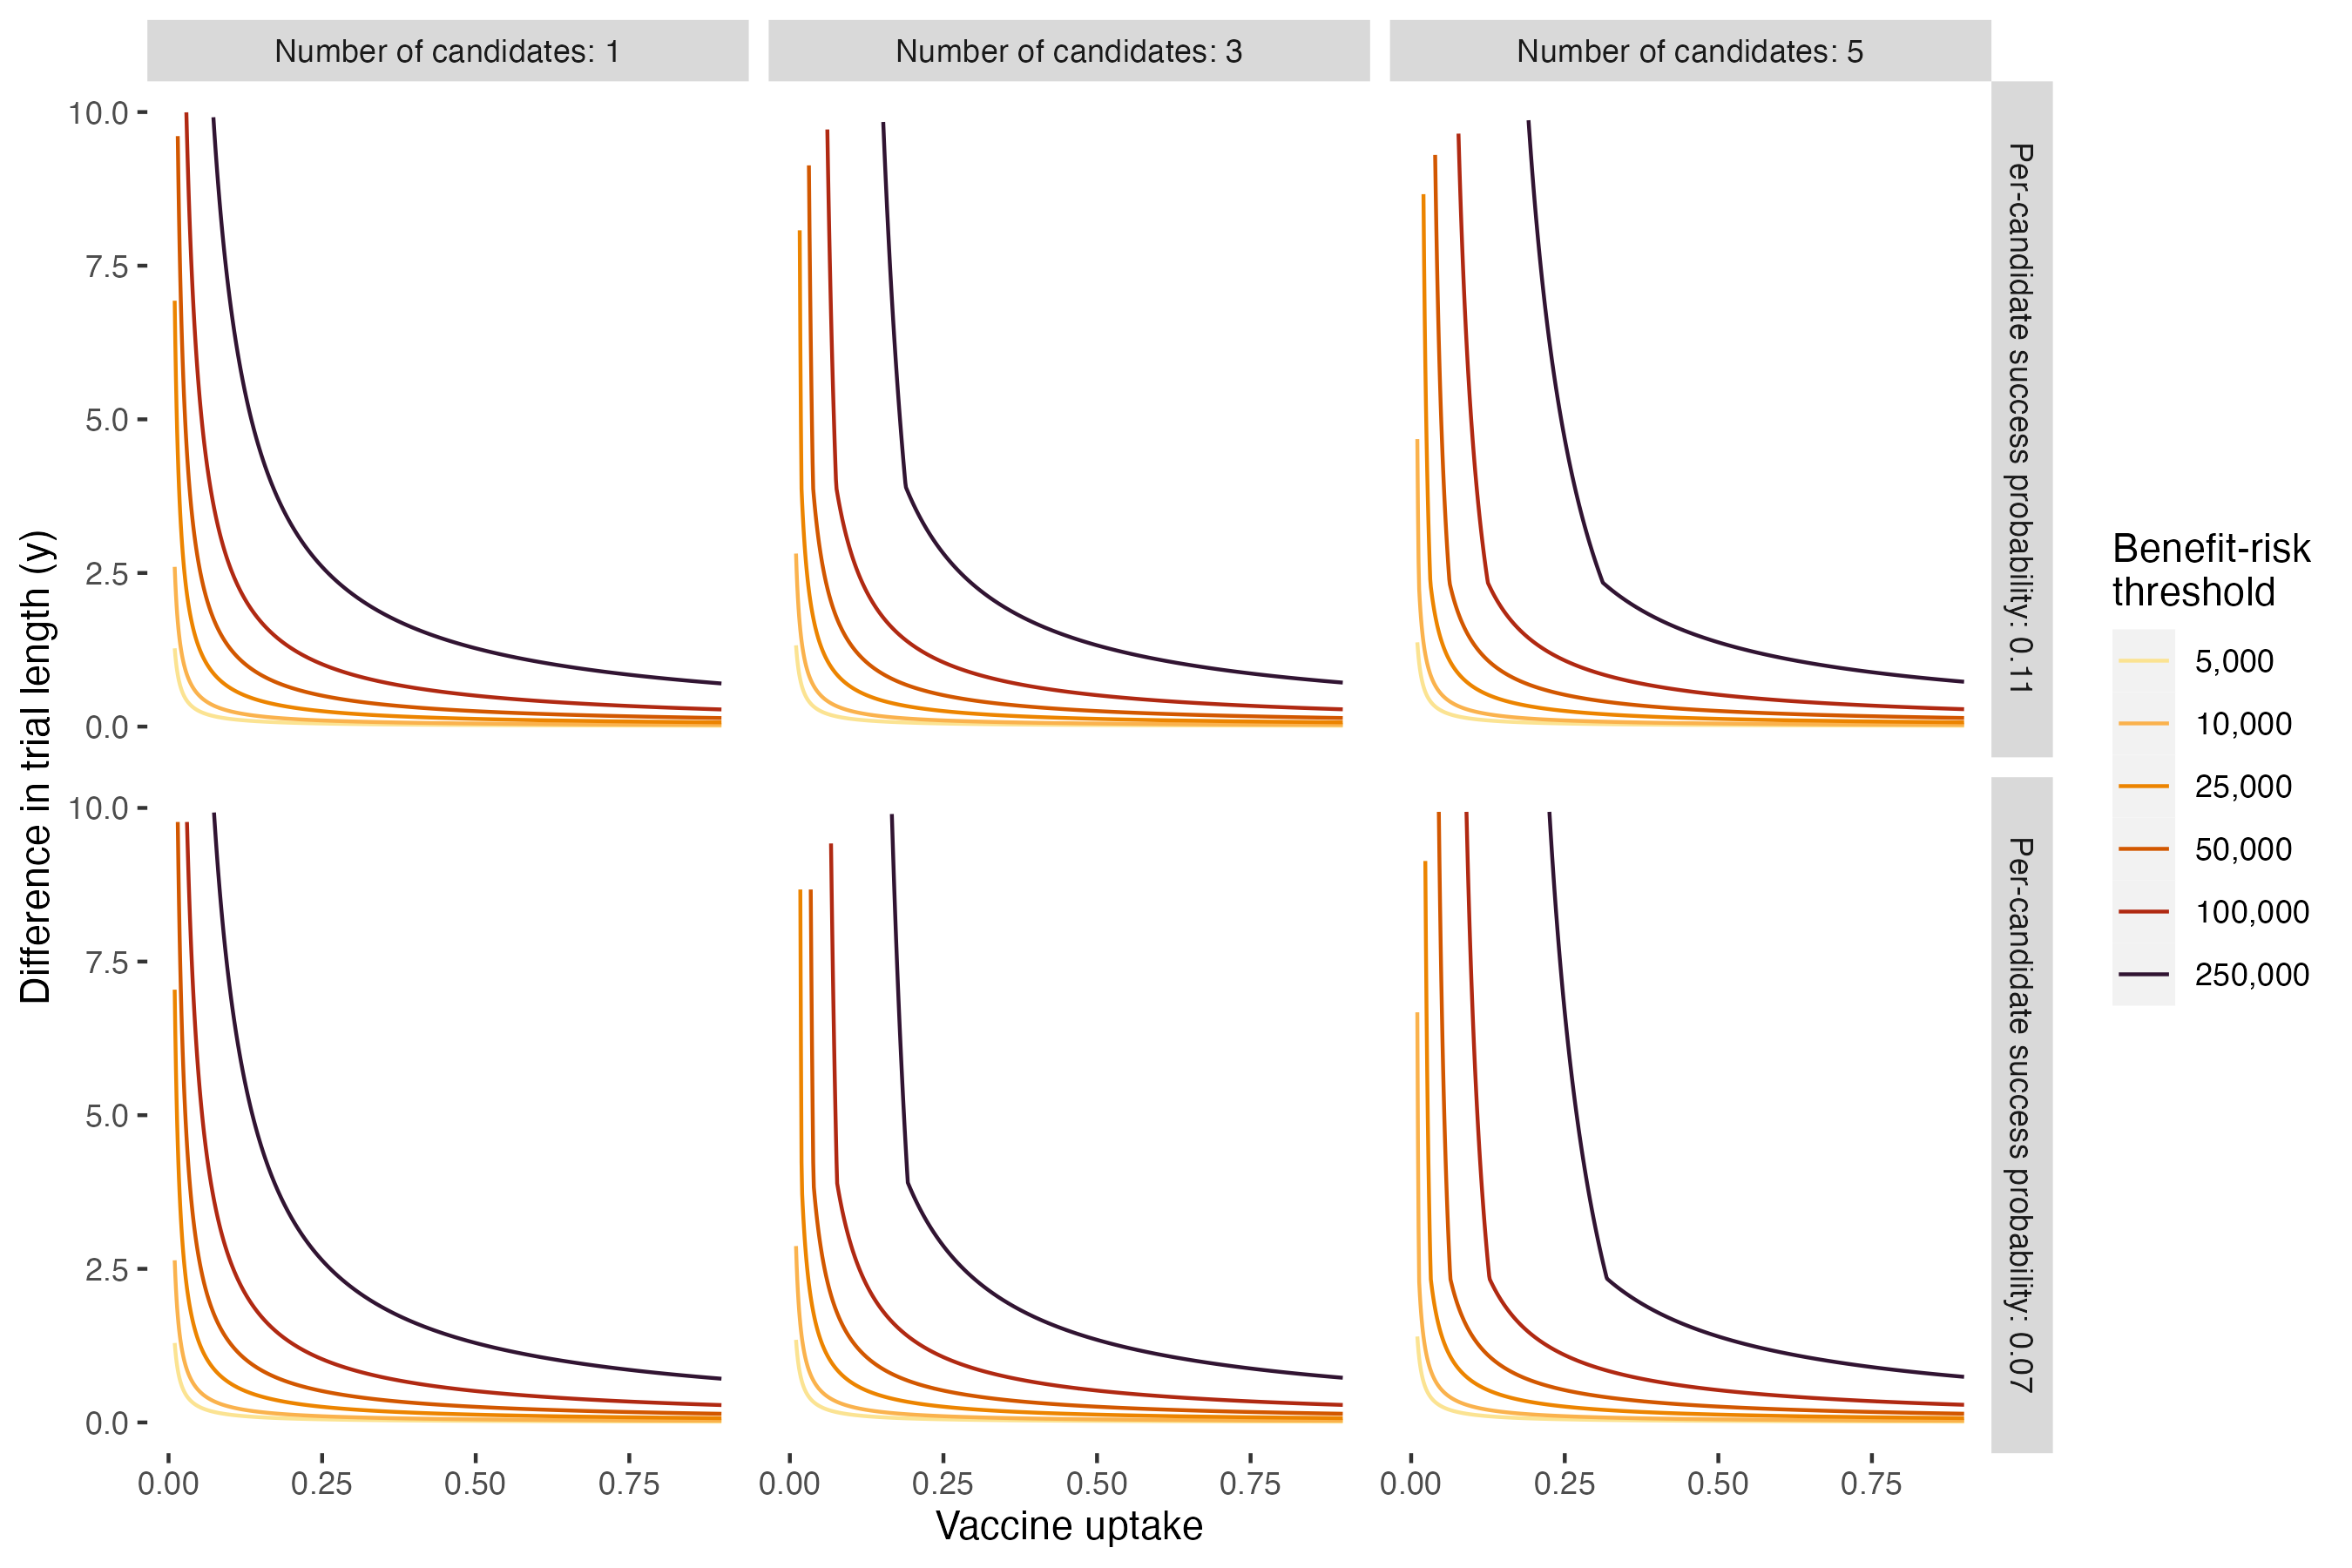 Number of candidates: 1
Number of candidates: 3
Number of candidates: 5
10.0
7.5
5.0
2.5
0.0
Per-candidate success probability: 0.11
10.0
7.5
5.0
2.5
0.0
Per-candidate success probability: 0.07
Difference in trial length (y)
0.00 0.25 0.50 0.75
0.00 0.25 0.50 0.75
0.00 0.25 0.50 0.75
Vaccine uptake
Benefit-risk
threshold
5,000
10,000
25,000
50,000
100,000
250,000